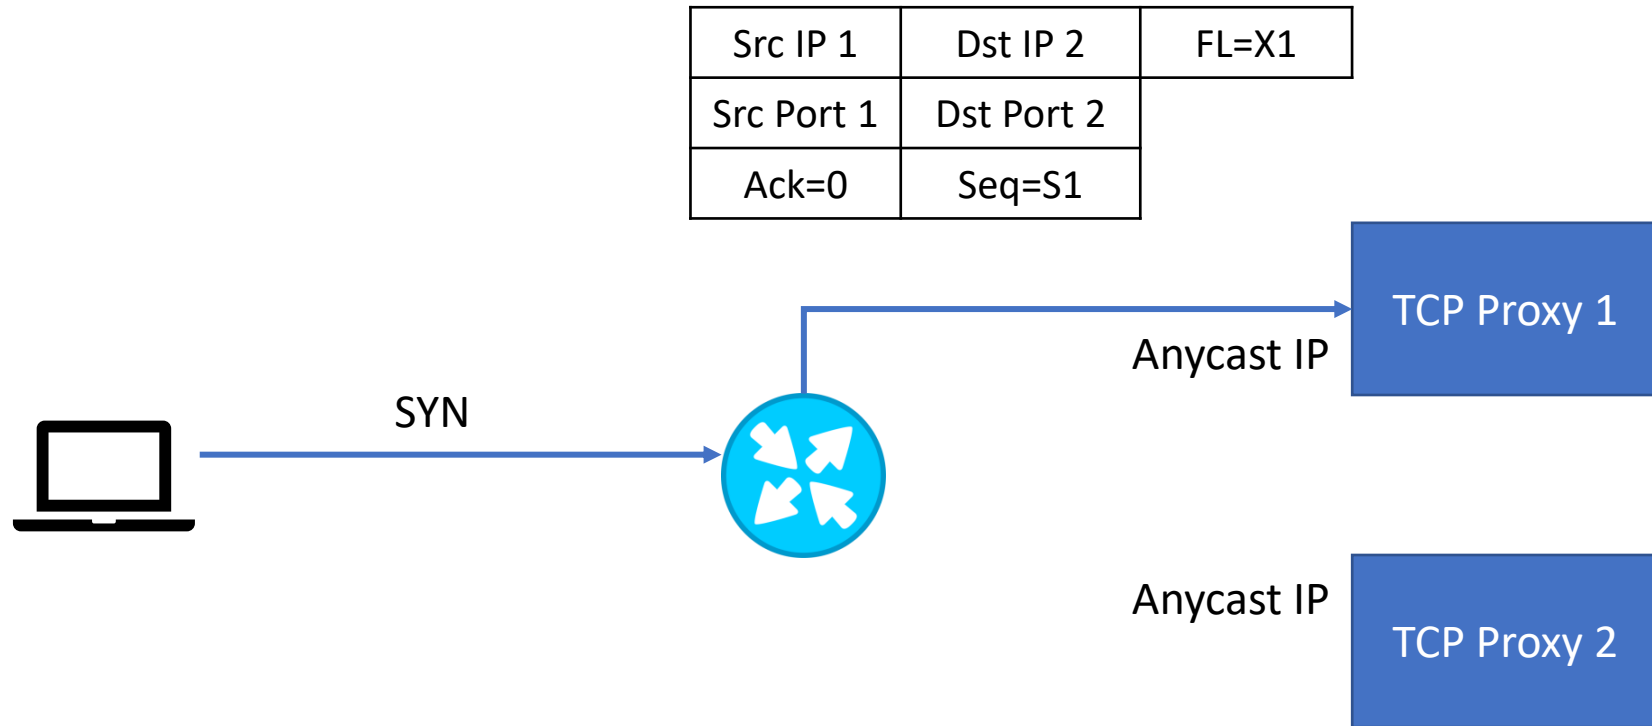 Src IP 1 Dst IP 2 FL=X1
Src Port 1 Dst Port 2
Ack=0 Seq=S1
TCP Proxy 1
Anycast IP
SYN
Anycast IP
TCP Proxy 2